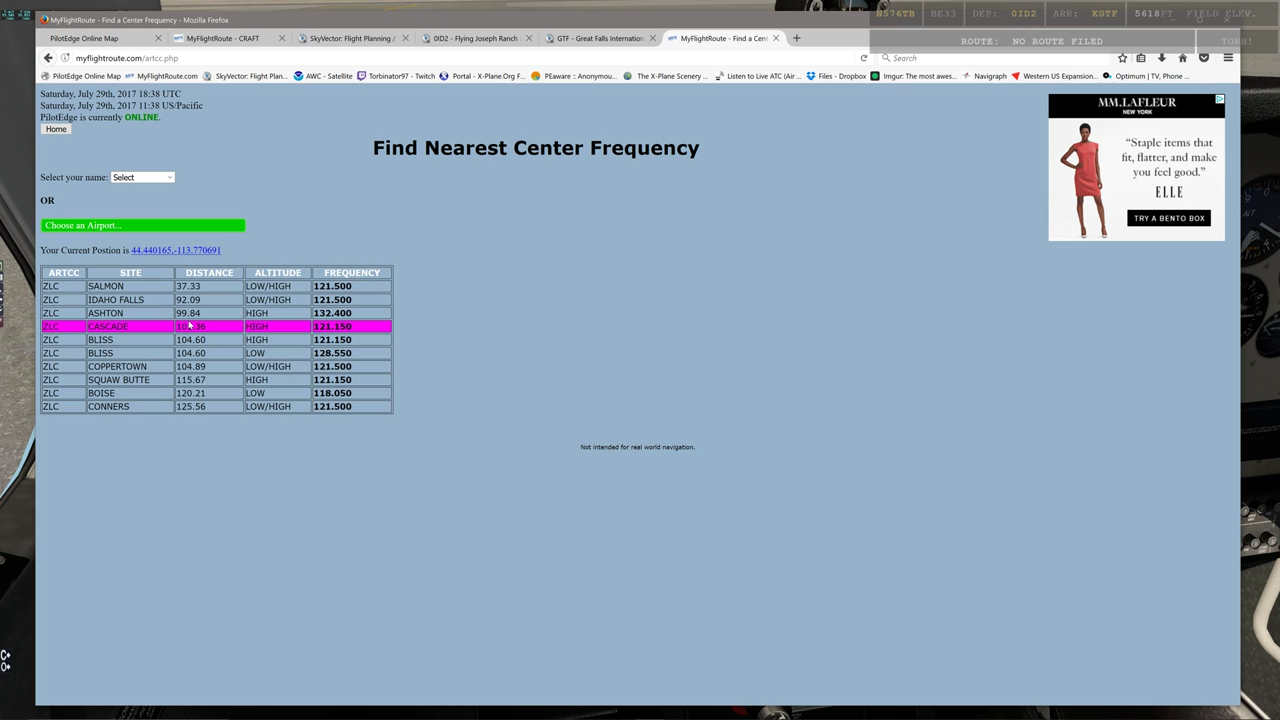 MyFlightRoute - Find a Center Frequency - Mozilla Firefox
N576TB BE33 DEP: 0ID2 ARR: KGTF 5618FT FIELD ELEV.
ROUTE: NO ROUTE FILED
PilotEdge Online Map
MyFlightRoute - CRAFT
SkyVector: Flight Planning /
0ID2 - Flying Joseph Ranch
GTF - Great Falls Internation
MyFlightRoute - Find a Cent
myflightroute.com/artcc.php
Search
PilotEdge Online Map MyFlightRoute.com SkyVector: Flight Plan... AWC - Satellite Torbinator97 - Twitch Portal - X-Plane.Org F... PEaware :: Anonymou... The X-Plane Scenery ... Listen to Live ATC (Air ... Files - Dropbox Imgur: The most awes... Navigraph Western US Expansion... Optimum | TV, Phone ...
Saturday, July 29th, 2017 18:38 UTC
Saturday, July 29th, 2017 11:38 US/Pacific
PilotEdge is currently ONLINE.
Home
Find Nearest Center Frequency
Select your name: Select
OR
Choose an Airport...
Your Current Postion is 44.440165,-113.770691
ARTCC SITE DISTANCE ALTITUDE FREQUENCY
ZLC SALMON 37.33 LOW/HIGH 121.500
ZLC IDAHO FALLS 92.09 LOW/HIGH 121.500
ZLC ASHTON 99.84 HIGH 132.400
ZLC CASCADE HIGH 121.150
ZLC BLISS 104.60 HIGH 121.150
ZLC BLISS 104.60 LOW 128.550
ZLC COPPERTOWN 104.89 LOW/HIGH 121.500
ZLC SQUAW BUTTE 115.67 HIGH 121.150
ZLC BOISE 120.21 LOW 118.050
ZLC CONNERS 125.56 LOW/HIGH 121.500
Not intended for real world navigation.
MM.LAFLEUR
NEW YORK
“Staple items that
fit, flatter, and make
you feel good.”
ELLE
TRY A BENTO BOX